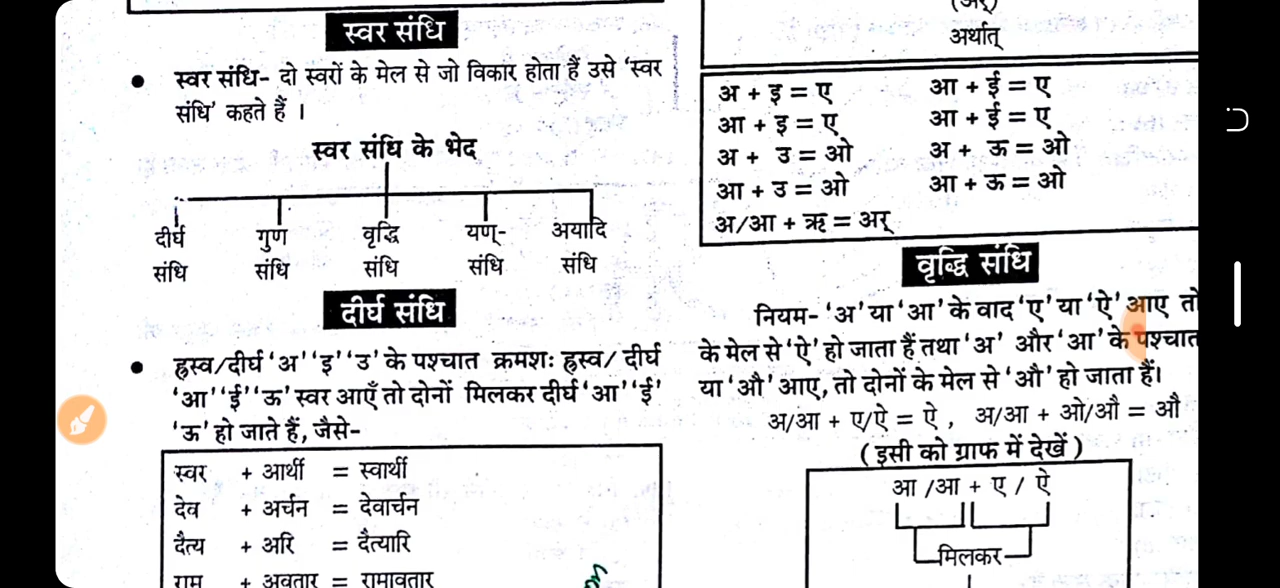 स्वर संधि
● स्वर संधि- दो स्वरों के मेल से जो विकार होता हैं उसे ‘स्वर
संधि’ कहते हैं ।
स्वर संधि के भेद
दीर्घ संधि
गुण संधि
वृद्धि संधि
यण्- संधि
अयादि संधि
दीर्घ संधि
● ह्रस्व/दीर्घ ‘अ’ ‘इ’ ‘उ’ के पश्चात क्रमशः ह्रस्व/ दीर्घ
‘आ’ ‘ई’ ‘ऊ’ स्वर आएँ तो दोनों मिलकर दीर्घ ‘आ’ ‘ई’
‘ऊ’ हो जाते हैं, जैसे-
स्वर + आर्थी = स्वार्थी
देव + अर्चन = देवार्चन
दैत्य + अरि = दैत्यारि
राम + अवतार = रामावतार
(अर्)
अर्थात्
अ + इ = ए आ + ई = ए
आ + इ = ए आ + ई = ए
अ + उ = ओ अ + ऊ = ओ
आ + उ = ओ आ + ऊ = ओ
अ/आ + ऋ = अर्
वृद्धि संधि
नियम- ‘अ’ या ‘आ’ के वाद ‘ए’ या ‘ऐ’ आए तो
के मेल से ‘ऐ’ हो जाता हैं तथा ‘अ’ और ‘आ’ के पश्चात
या ‘औ’ आए, तो दोनों के मेल से ‘औ’ हो जाता हैं।
अ/आ + ए/ऐ = ऐ , अ/आ + ओ/औ = औ
( इसी को ग्राफ में देखें )
आ /आ + ए / ऐ
मिलकर